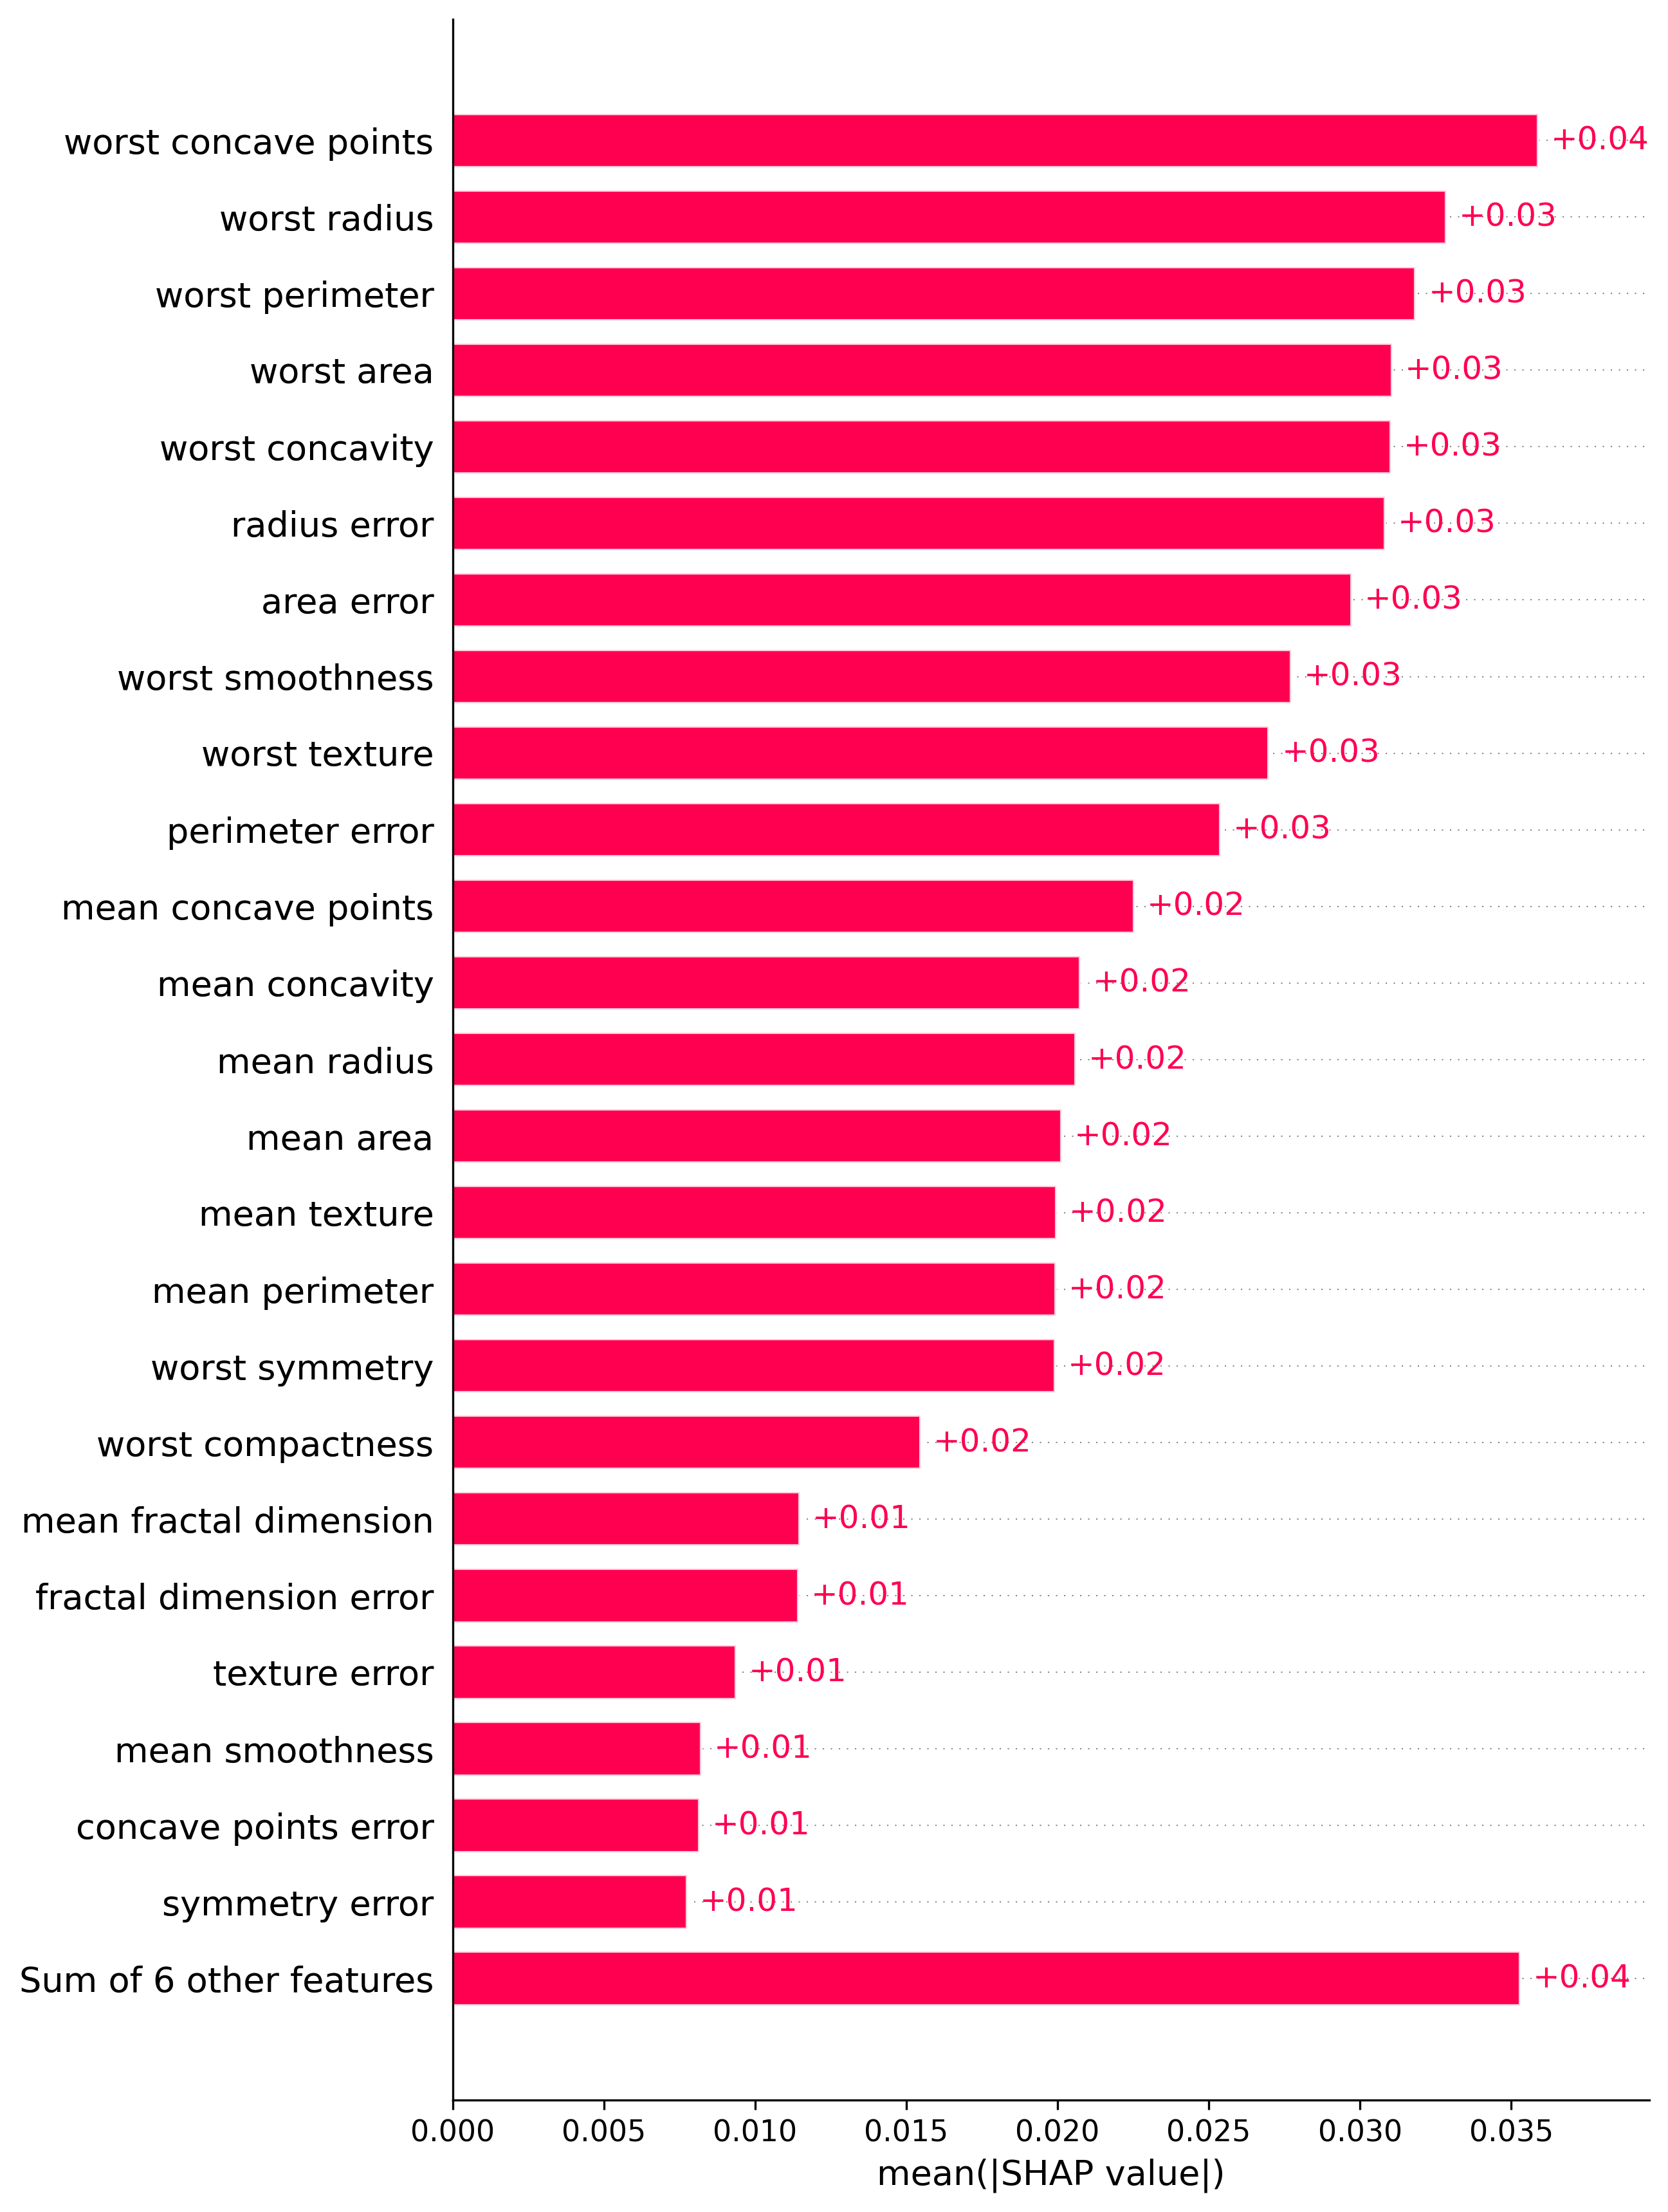 worst concave points +0.04
worst radius +0.03
worst perimeter +0.03
worst area +0.03
worst concavity +0.03
radius error +0.03
area error +0.03
worst smoothness +0.03
worst texture +0.03
perimeter error +0.03
mean concave points +0.02
mean concavity +0.02
mean radius +0.02
mean area +0.02
mean texture +0.02
mean perimeter +0.02
worst symmetry +0.02
worst compactness +0.02
mean fractal dimension +0.01
fractal dimension error +0.01
texture error +0.01
mean smoothness +0.01
concave points error +0.01
symmetry error +0.01
Sum of 6 other features +0.04
0.000 0.005 0.010 0.015 0.020 0.025 0.030 0.035
mean(|SHAP value|)